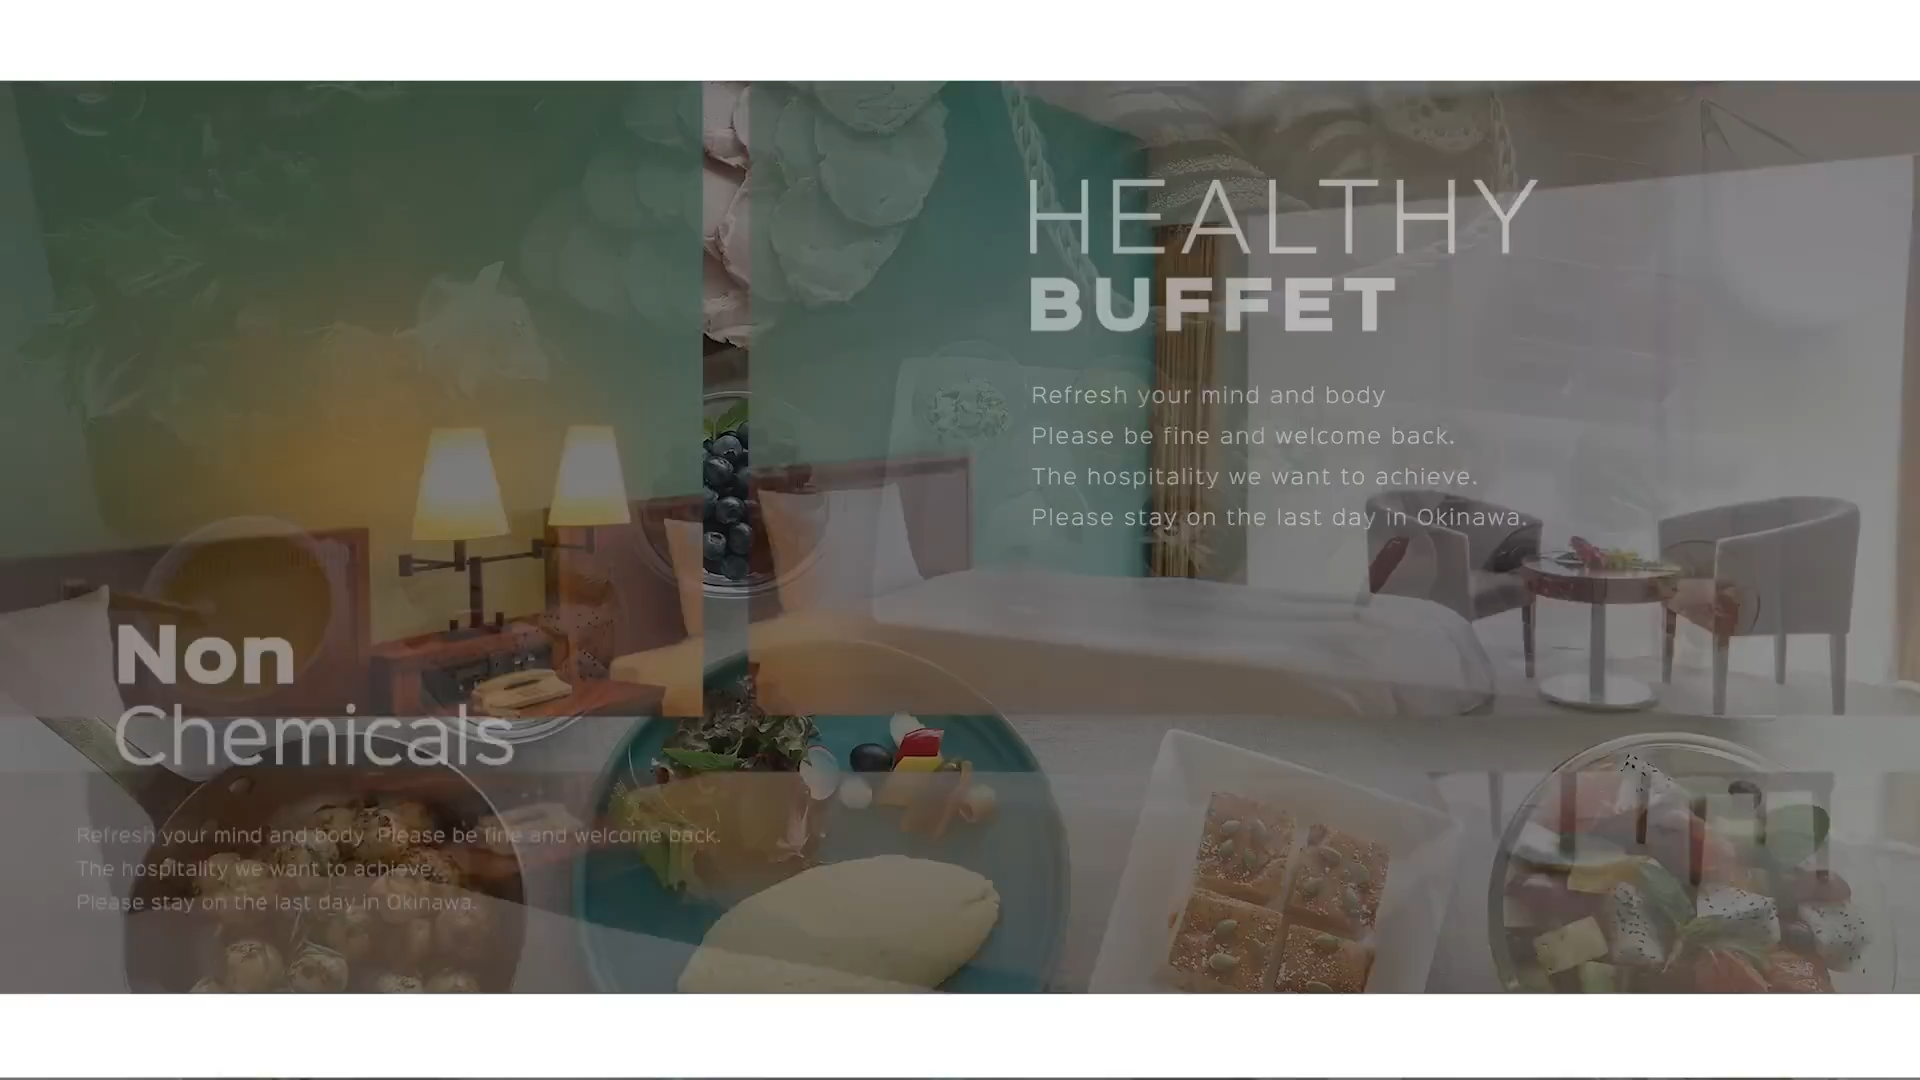 HEALTHY
BUFFET
Refresh your mind and body
Please be fine and welcome back.
The hospitality we want to achieve.
Please stay on the last day in Okinawa.
Non
Chemicals
Refresh your mind and body Please be fine and welcome back.
The hospitality we want to achieve.
Please stay on the last day in Okinawa.